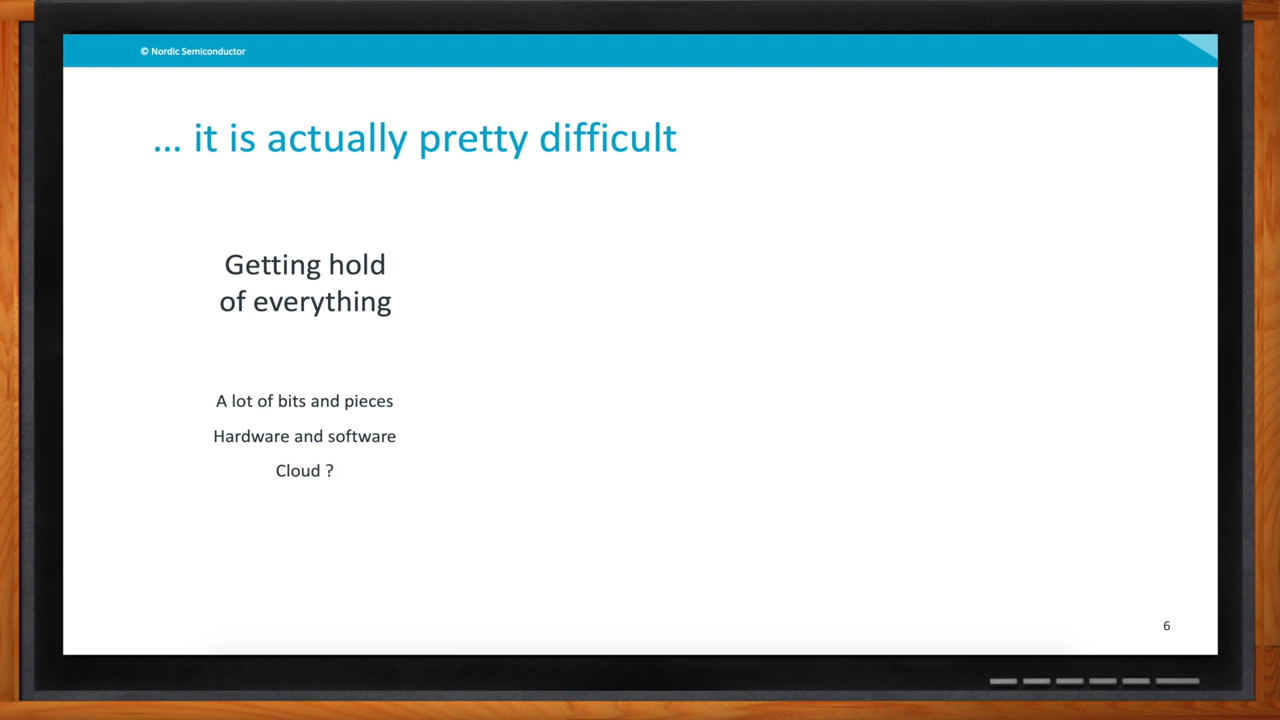 © Nordic Semiconductor
... it is actually pretty difficult
Getting hold
of everything
A lot of bits and pieces
Hardware and software
Cloud ?
6